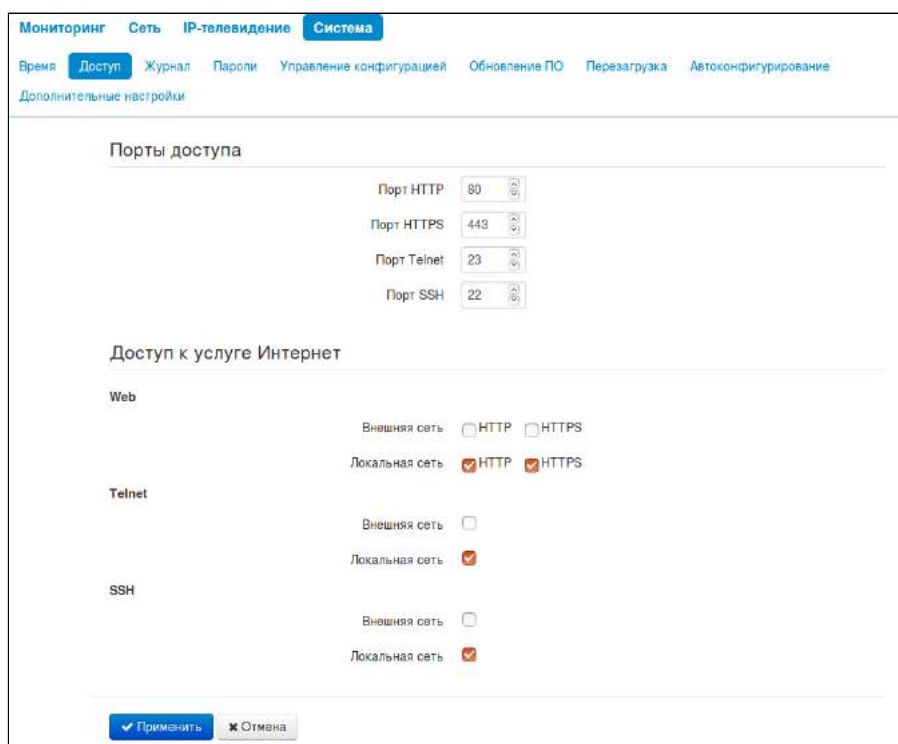 Мониторинг Сеть IP-телевидение Система
Время Доступ Журнал Пароли Управление конфигурацией Обновление ПО Перезагрузка Автоконфигурирование
Дополнительные настройки
Порты доступа
Порт HTTP 80
Порт HTTPS 443
Порт Telnet 23
Порт SSH 22
Доступ к услуге Интернет
Web
Внешняя сеть HTTP HTTPS
Локальная сеть HTTP HTTPS
Telnet
Внешняя сеть
Локальная сеть
SSH
Внешняя сеть
Локальная сеть
Применить Отмена